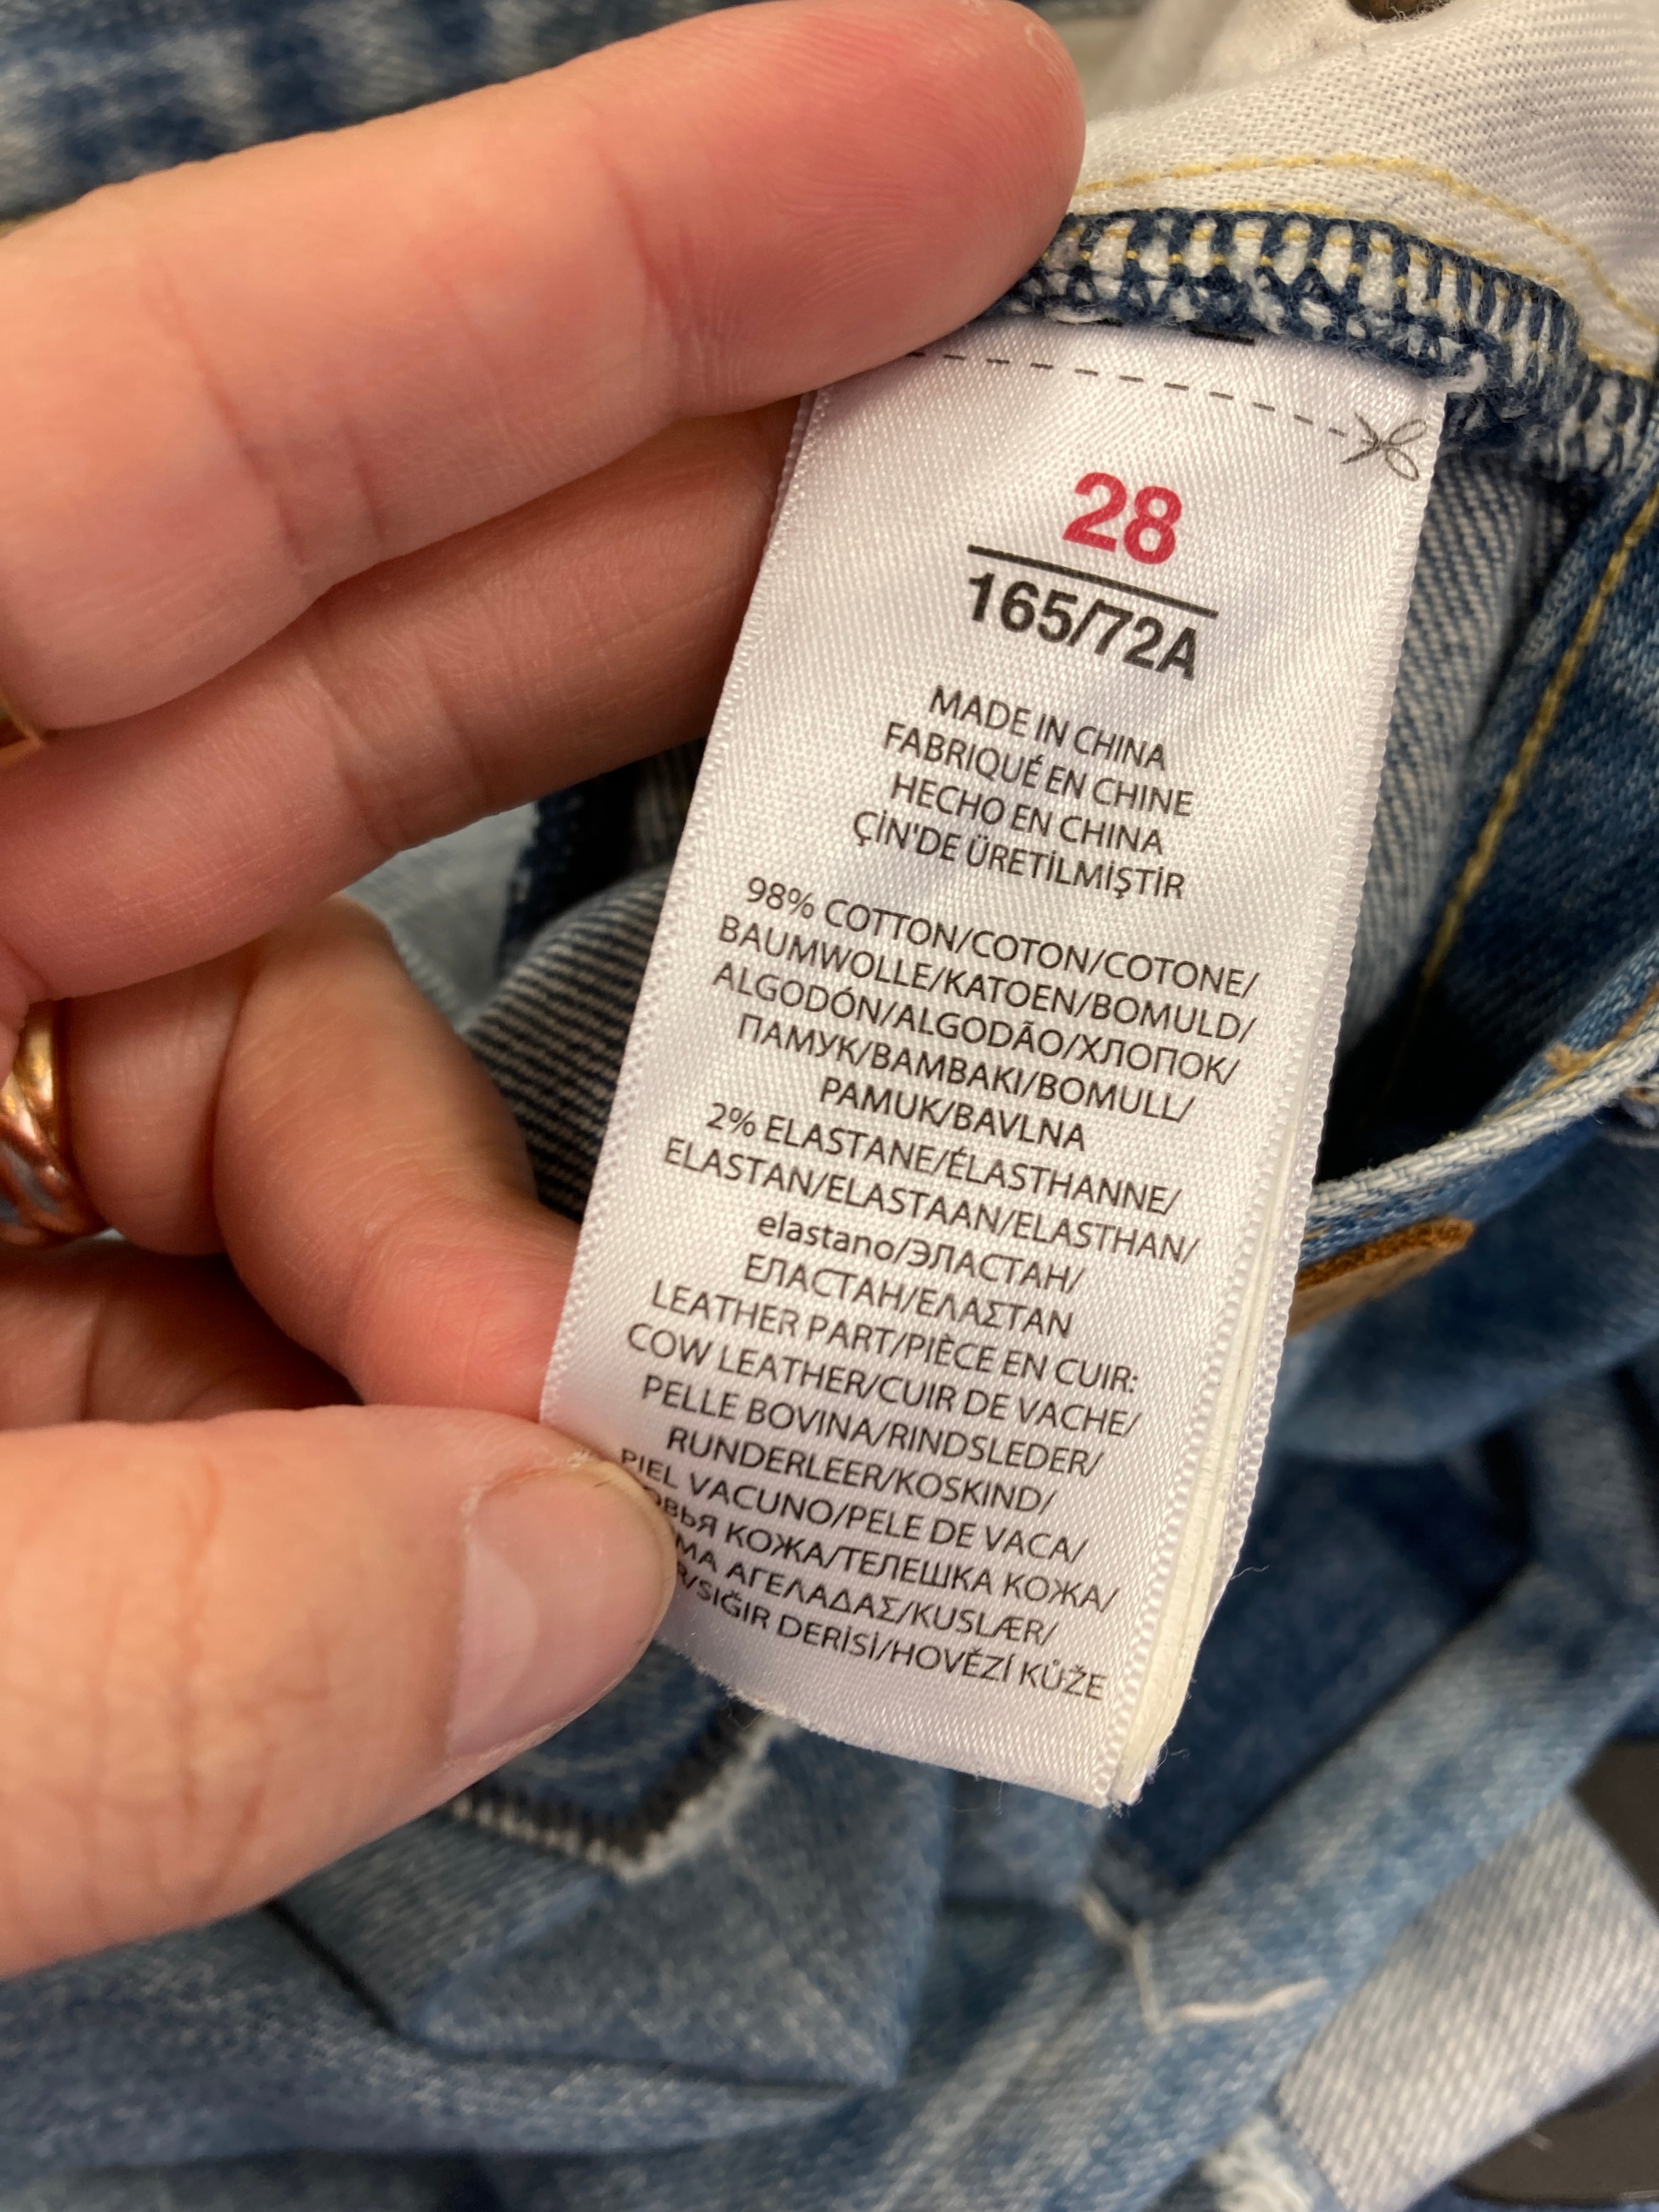 28
165/72A
MADE IN CHINA
FABRIQUÉ EN CHINE
HECHO EN CHINA
ÇİN'DE ÜRETİLMİŞTİR
98% COTTON/COTON/COTONE/
BAUMWOLLE/KATOEN/BOMULD/
ALGODÓN/ALGODÃO/ХЛОПОК/
ПАМУК/ΒΑΜΒΑΚΙ/BOMULL/
PAMUK/BAVLNA
2% ELASTANE/ÉLASTHANNE/
ELASTAN/ELASTAAN/ELASTHAN/
elastano/ЭЛАСТАН/
ЕЛАСТАН/ΕΛΑΣΤΑΝ
LEATHER PART/PIÈCE EN CUIR:
COW LEATHER/CUIR DE VACHE/
PELLE BOVINA/RINDSLEDER/
RUNDERLEER/KOSKIND/
PIEL VACUNO/PELE DE VACA/
КОЖА/ТЕЛЕШКА КОЖА/
ΑΓΕΛΑΔΑΣ/KUSLÆR/
/SIĞIR DERİSİ/HOVĚZÍ KŮŽE